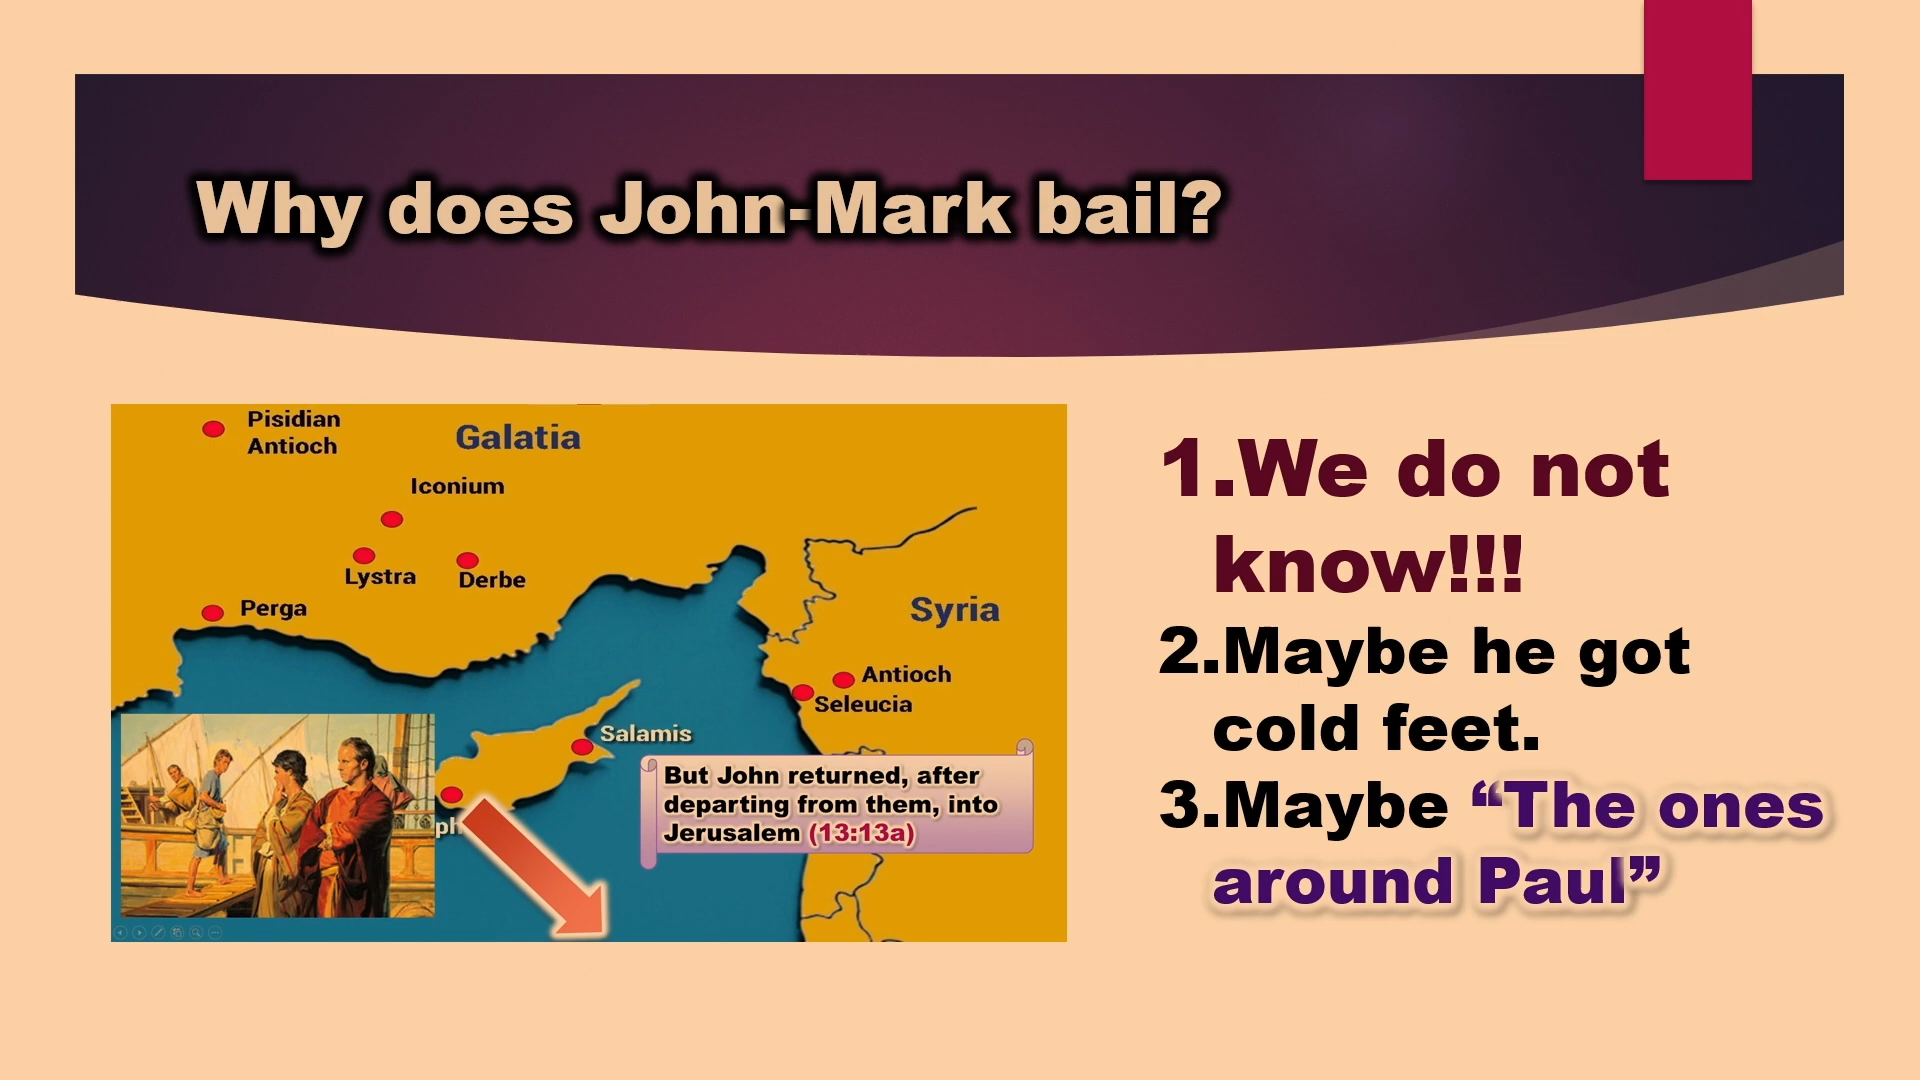 Why does John-Mark bail?
Pisidian
Antioch
Galatia
Iconium
Lystra
Derbe
Perga
Syria
Antioch
Seleucia
Salamis
But John returned, after
departing from them, into
Jerusalem (13:13a)
ph
1.We do not
know!!!
2.Maybe he got
cold feet.
3.Maybe “The ones
around Paul”